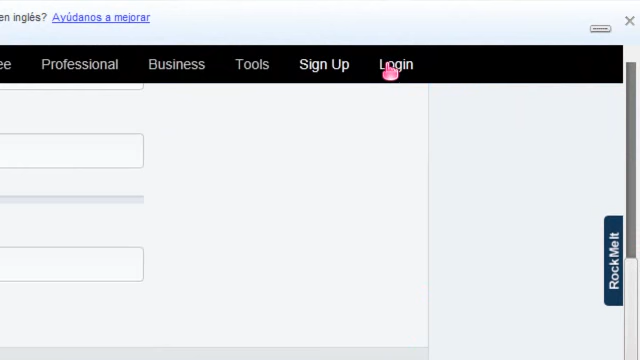 en inglés? Ayúdanos a mejorar
ee Professional Business Tools Sign Up Login
RockMelt